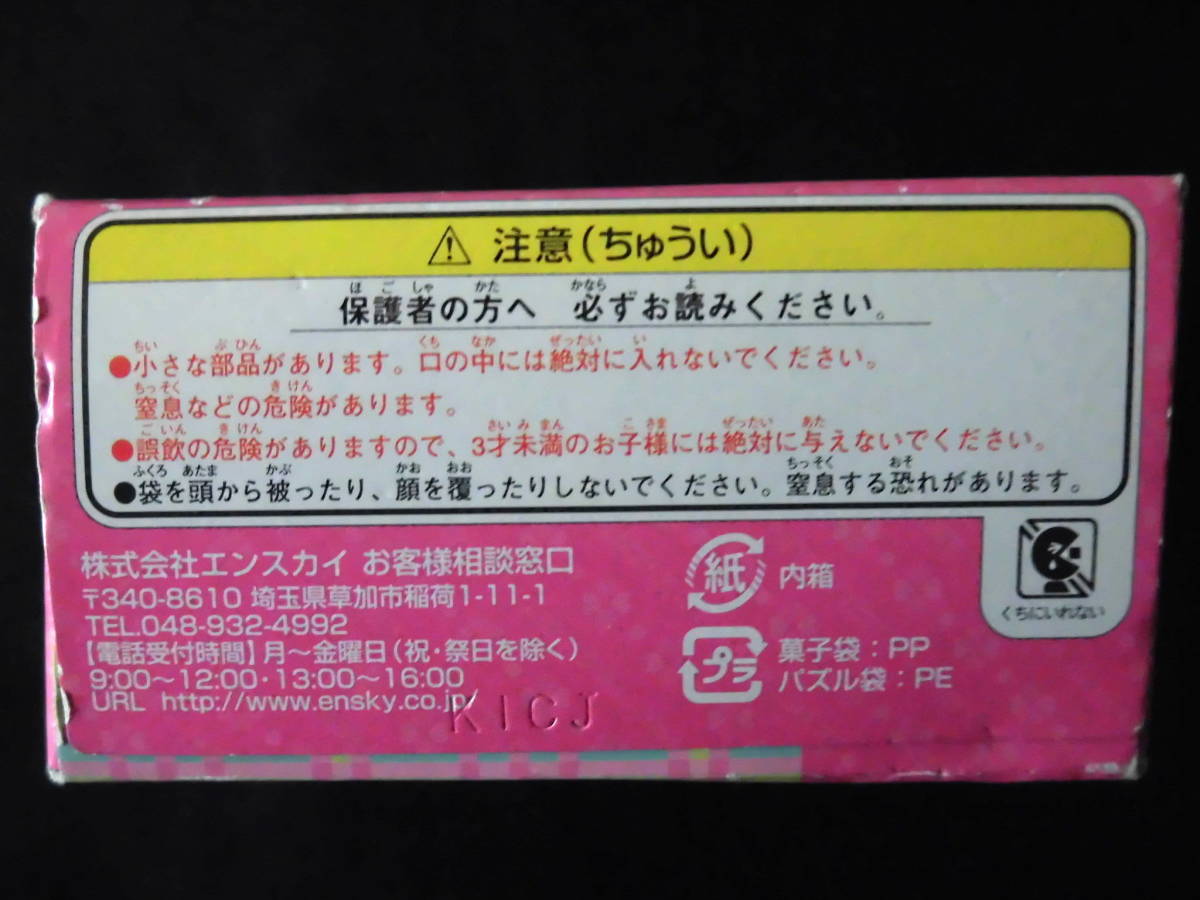 注意(ちゅうい)
保護者の方へ 必ずお読みください。
ほごしゃ かた かなら よ
●小さな部品があります。口の中には絶対に入れないでください。
ちい ぶひん くち なか ぜったい い
窒息などの危険があります。
ちっそく きけん
●誤飲の危険がありますので、3才未満のお子様には絶対に与えないでください。
ごいん きけん さいみまん こさま ぜったい あた
●袋を頭から被ったり、顔を覆ったりしないでください。窒息する恐れがあります。
ふくろ あたま かぶ かお おお ちっそく おそ
くちにいれない
株式会社エンスカイ お客様相談窓口
〒340-8610 埼玉県草加市稲荷1-11-1
TEL.048-932-4992
【電話受付時間】月～金曜日(祝・祭日を除く)
9:00～12:00・13:00～16:00
URL http://www.ensky.co.jp/
KICJ
紙 内箱
プラ 菓子袋:PP
パズル袋:PE